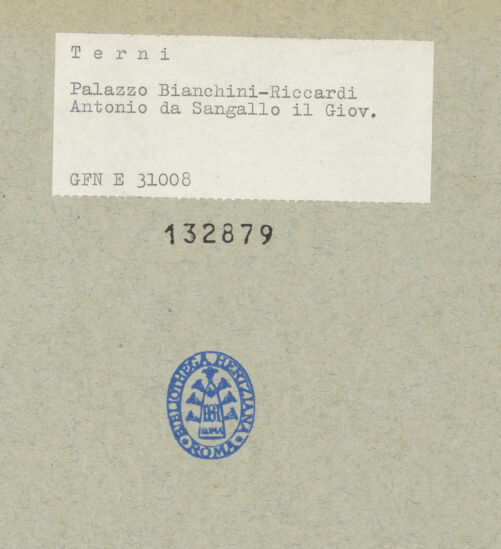 T e r n i
Palazzo Bianchini-Riccardi
Antonio da Sangallo il Giov.
GFN E 31008
132879
BIBLIOTHECA HERTZIANA
ROMA